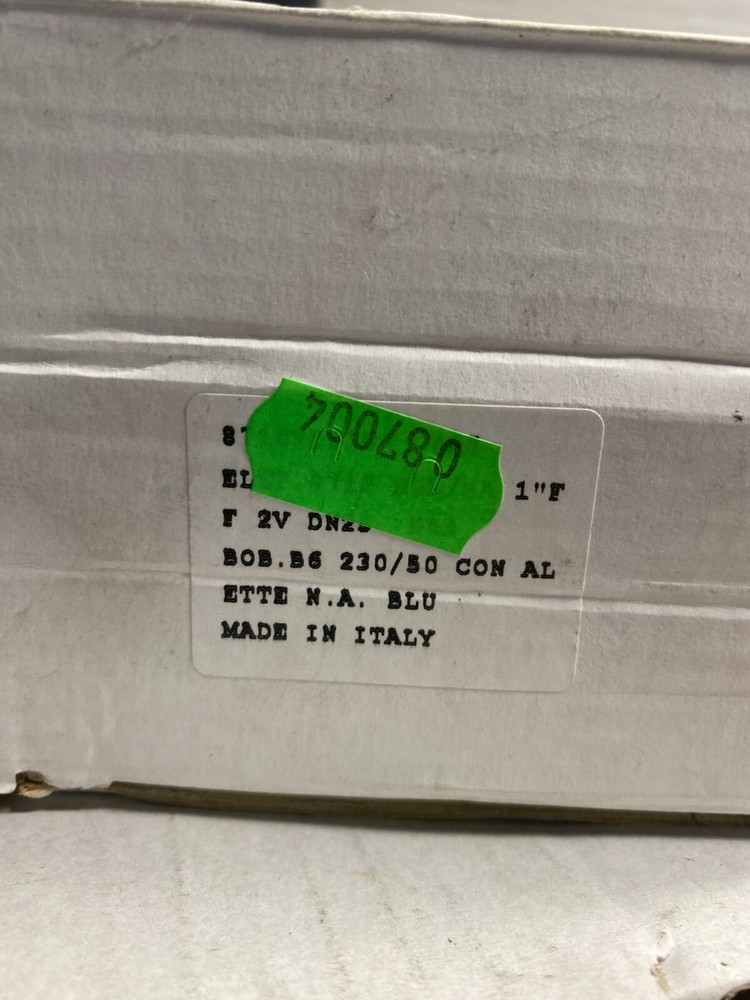 087004
1"F
F 2V
BOB.B6 230/50 CON AL
ETTE N.A. BLU
MADE IN ITALY